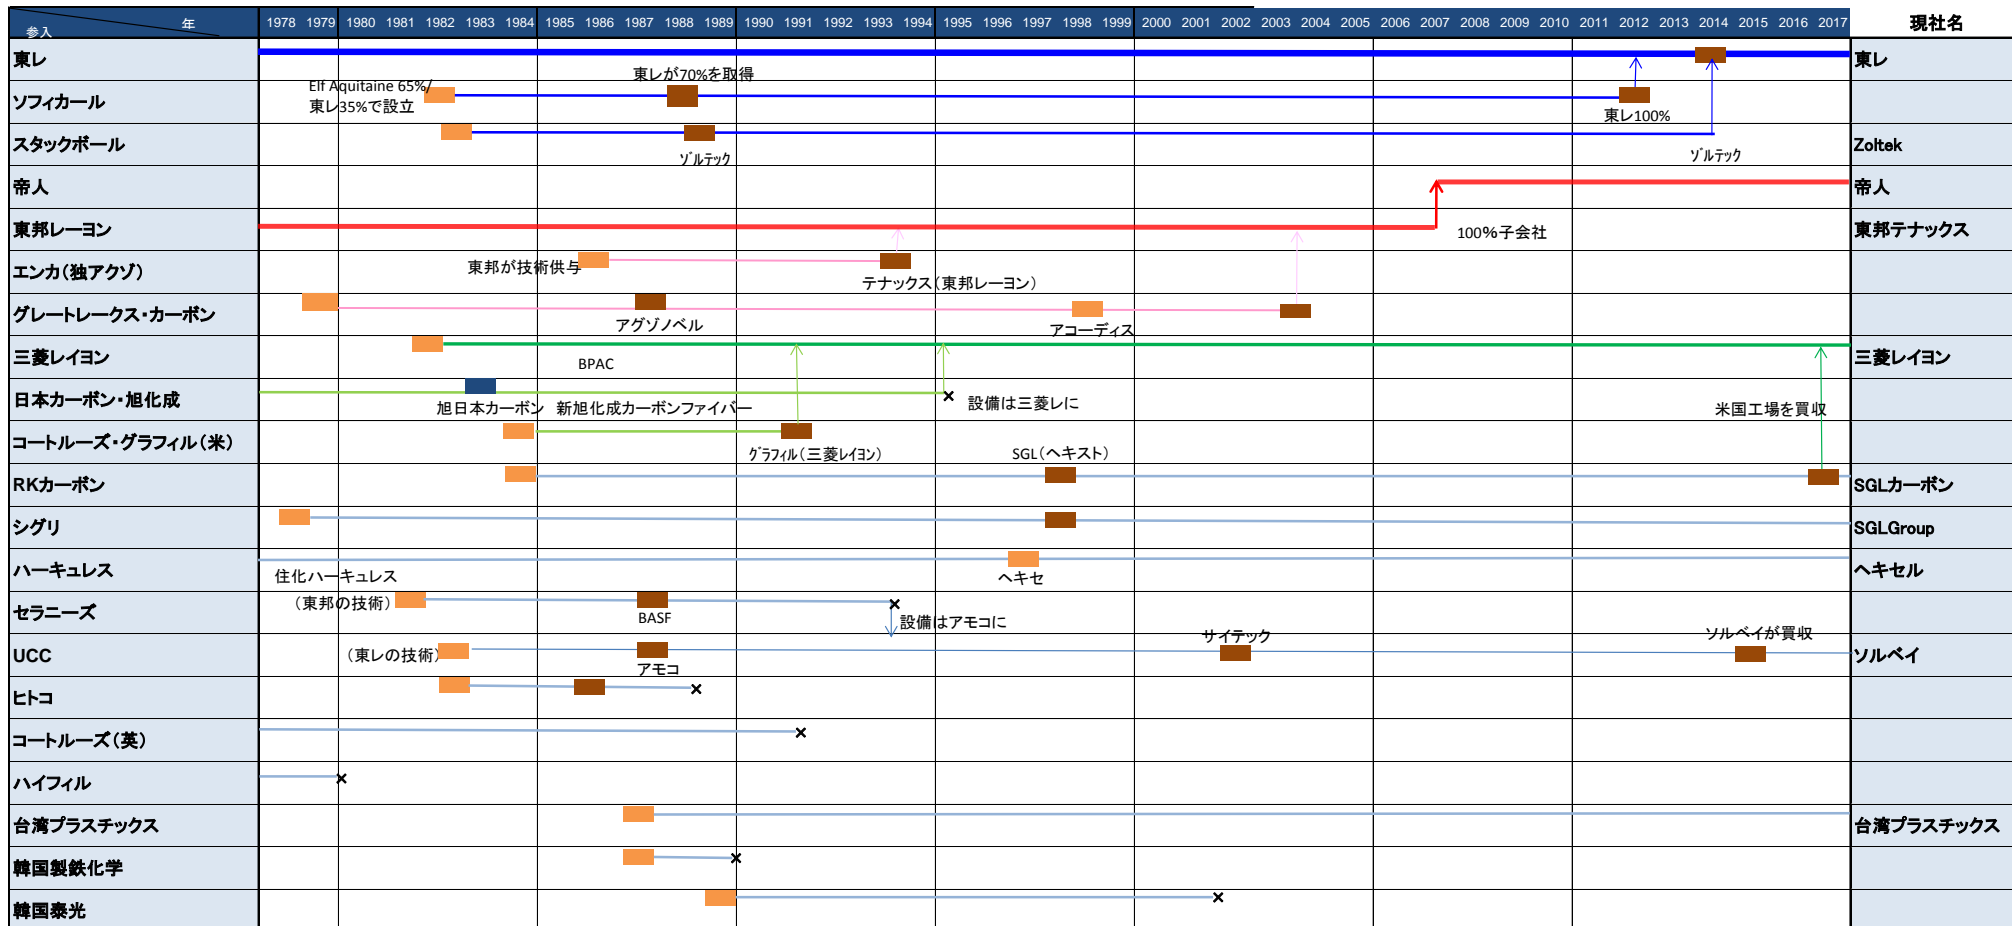 年 1978 1979 1980 1981 1982 1983 1984 1985 1986 1987 1988 1989 1990 1991 1992 1993 1994 1995 1996 1997 1998 1999 2000 2001 2002 2003 2004 2005 2006 2007 2008 2009 2010 2011 2012 2014 2015 2016 2017 現社名
参入
東レ 東レ
東レが70%を取得
Elf Aquitaine 65%/
ソフィカール 東レ35%で設立 東レ100%
スタックポール Zoltek
ゾルテック ゾルテック
帝人 帝人
東邦レーヨン 100%子会社 東邦テナックス
エンカ(独アクゾ) 東邦が技術供与
テナックス(東邦レーヨン)
グレートレークス・カーボン
アグゾノベル アコーディス
三菱レイヨン BPAC 三菱レイヨン
日本カーボン・旭化成 設備は三菱レに
旭日本カーボン 新旭化成カーボンファイバー 米国工場を買収
コートルーズ・グラフィル(米)
グラフィル(三菱レイヨン) SGL(ヘキスト)
RKカーボン SGLカーボン
シグリ SGLGroup
ハーキュレス 住化ハーキュレス ヘキセ ヘキセル
セラニーズ (東邦の技術) BASF 設備はアモコに
サイテック ソルベイが買収
UCC (東レの技術) アモコ ソルベイ
ヒトコ
コートルーズ(英)
ハイフィル
台湾プラスチックス 台湾プラスチックス
韓国製鉄化学
韓国泰光